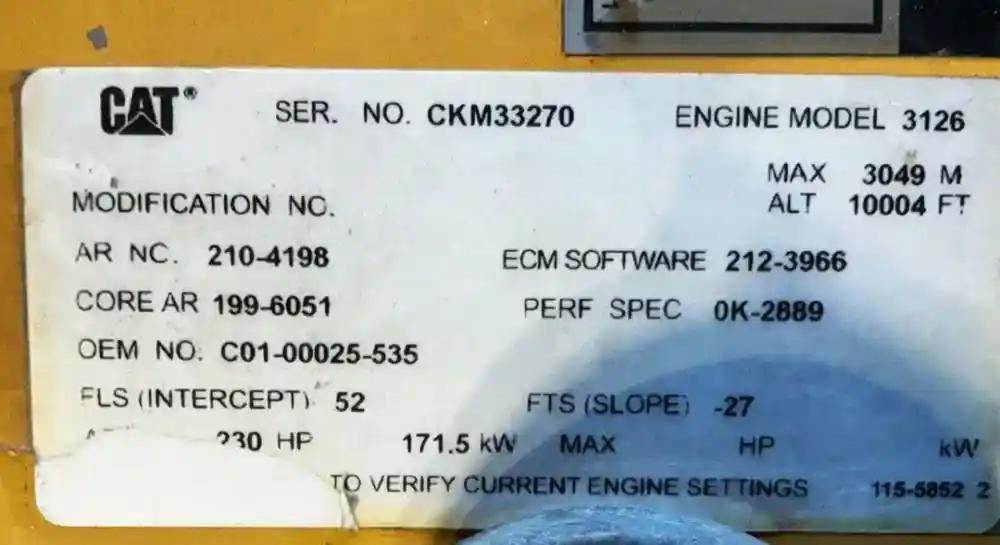 CAT® SER. NO. CKM33270 ENGINE MODEL 3126
MAX 3049 M
MODIFICATION NO. ALT 10004 FT
AR NC. 210-4198 ECM SOFTWARE 212-3966
CORE AR 199-6051 PERF SPEC 0K-2889
OEM NO. C01-00025-535
FLS (INTERCEPT) 52 FTS (SLOPE) -27
230 HP 171.5 kW MAX HP kW
TO VERIFY CURRENT ENGINE SETTINGS 115-5852 2